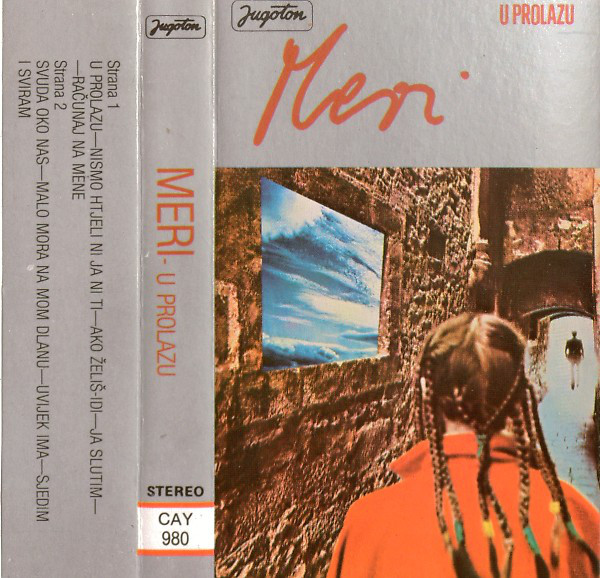 Strana 1
U PROLAZU—NISMO HTJELI NI JA NI TI—AKO ŽELIŠ-IDI—JA SLUTIM—
—RAČUNAJ NA MENE
Strana 2
SVUDA OKO NAS—MALO MORA NA MOM DLANU—UVIJEK IMA—SJEDIM
I SVIRAM
Jugoton
MERI - U PROLAZU
STEREO
CAY
980
Jugoton
U PROLAZU
Meri